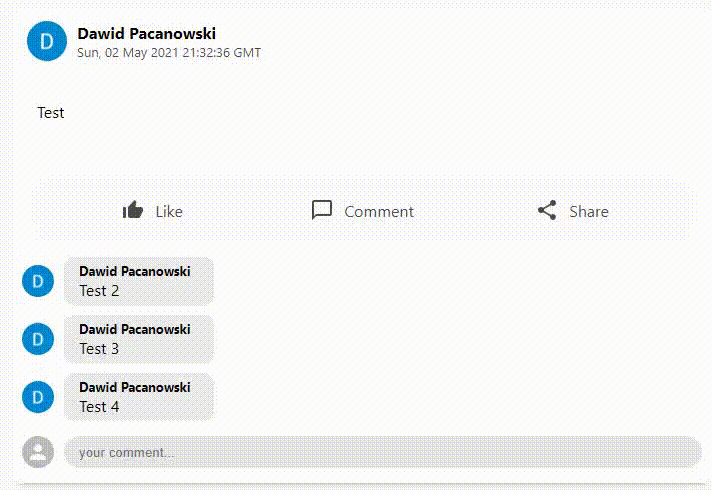 D
Dawid Pacanowski
Sun, 02 May 2021 21:32:36 GMT
Test
Like
Comment
Share
D
Dawid Pacanowski
Test 2
D
Dawid Pacanowski
Test 3
D
Dawid Pacanowski
Test 4
your comment...